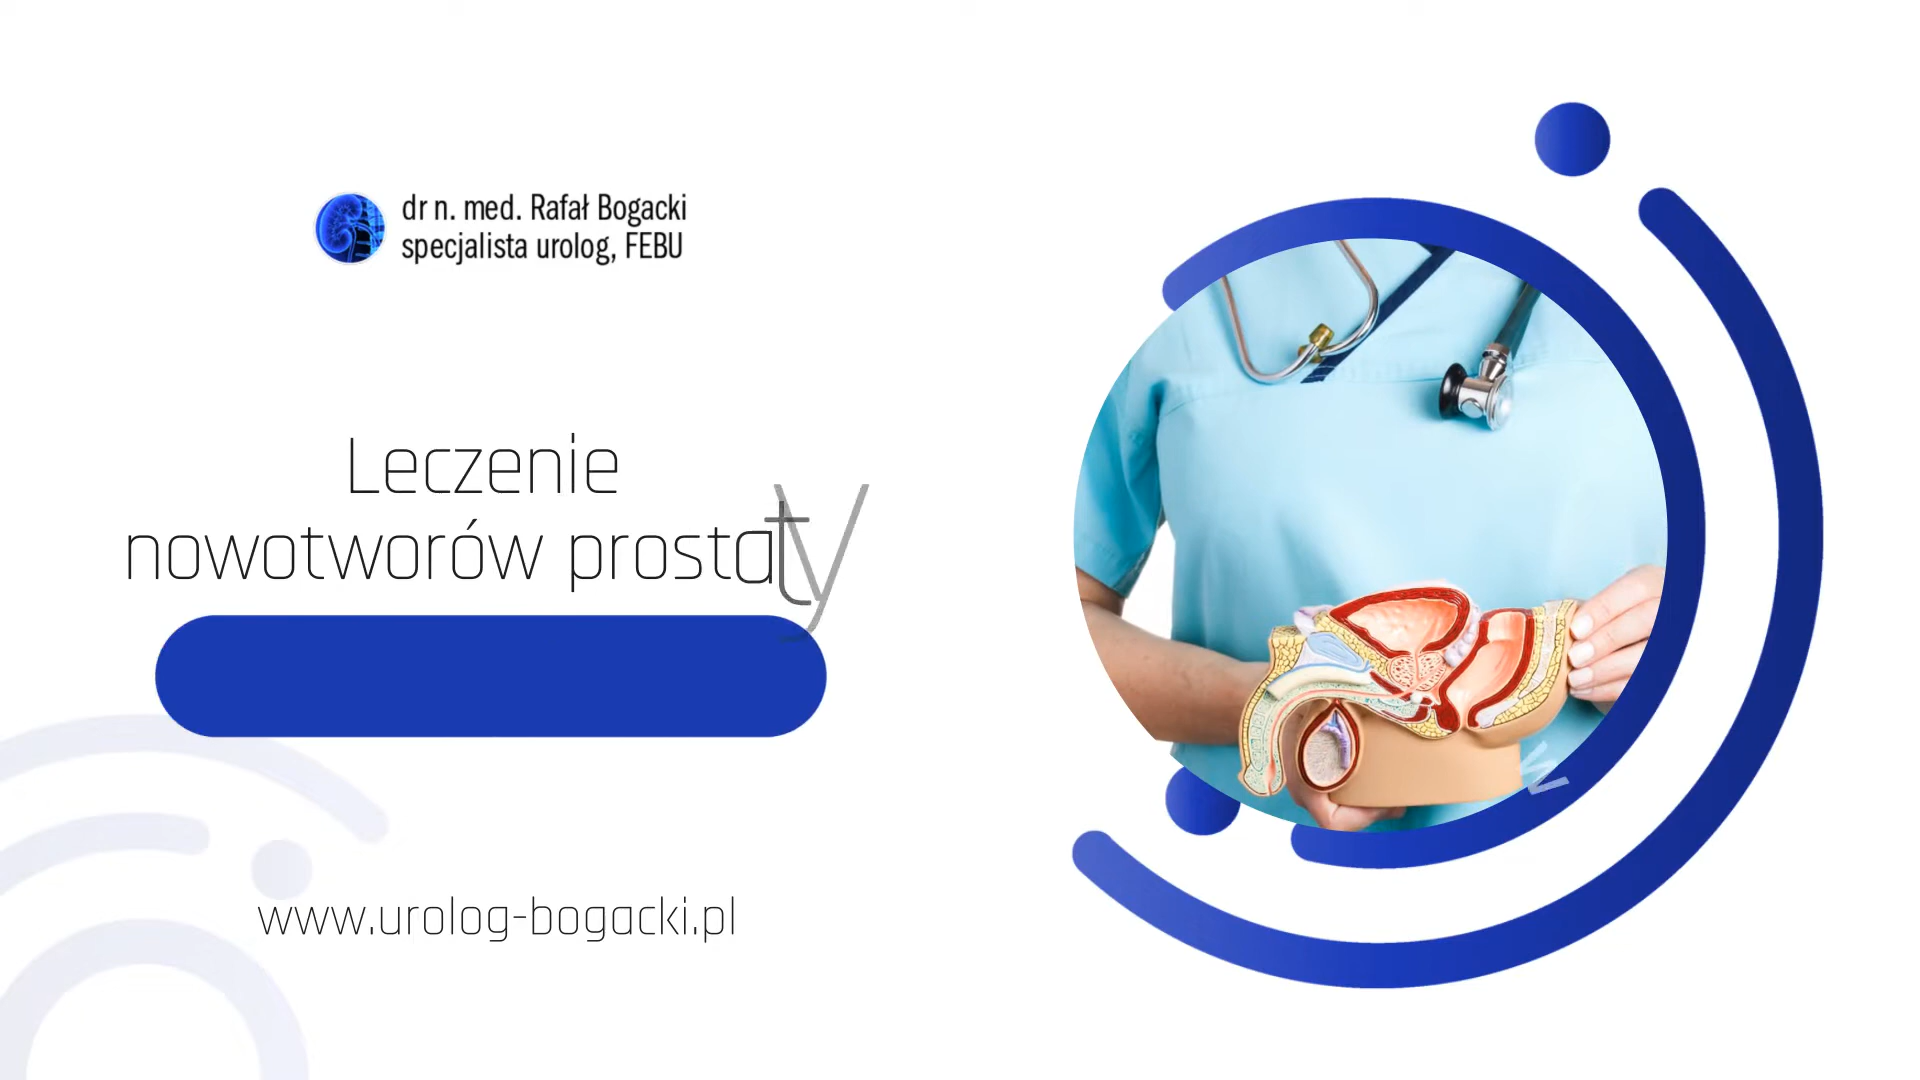 dr n. med. Rafał Bogacki
specjalista urolog, FEBU
Leczenie
nowotworów prostaty
www.urolog-bogacki.pl
w